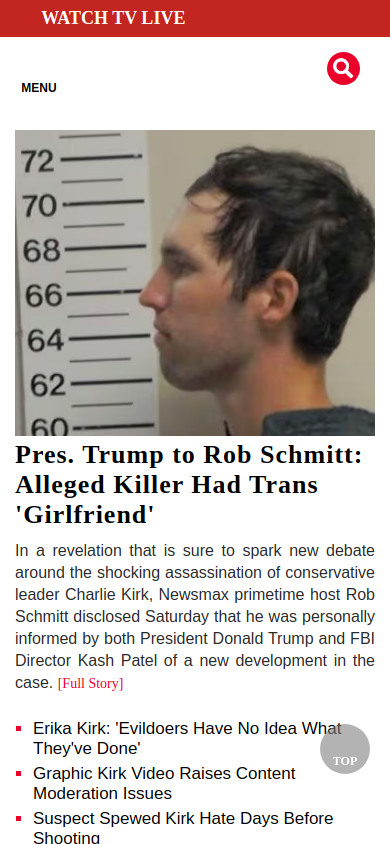 WATCH TV LIVE
MENU
72
70
68
66
64
62
60
Pres. Trump to Rob Schmitt:
Alleged Killer Had Trans
'Girlfriend'
In a revelation that is sure to spark new debate
around the shocking assassination of conservative
leader Charlie Kirk, Newsmax primetime host Rob
Schmitt disclosed Saturday that he was personally
informed by both President Donald Trump and FBI
Director Kash Patel of a new development in the
case. [Full Story]
Erika Kirk: 'Evildoers Have No Idea What
They've Done'
TOP
Graphic Kirk Video Raises Content
Moderation Issues
Suspect Spewed Kirk Hate Days Before
Shooting